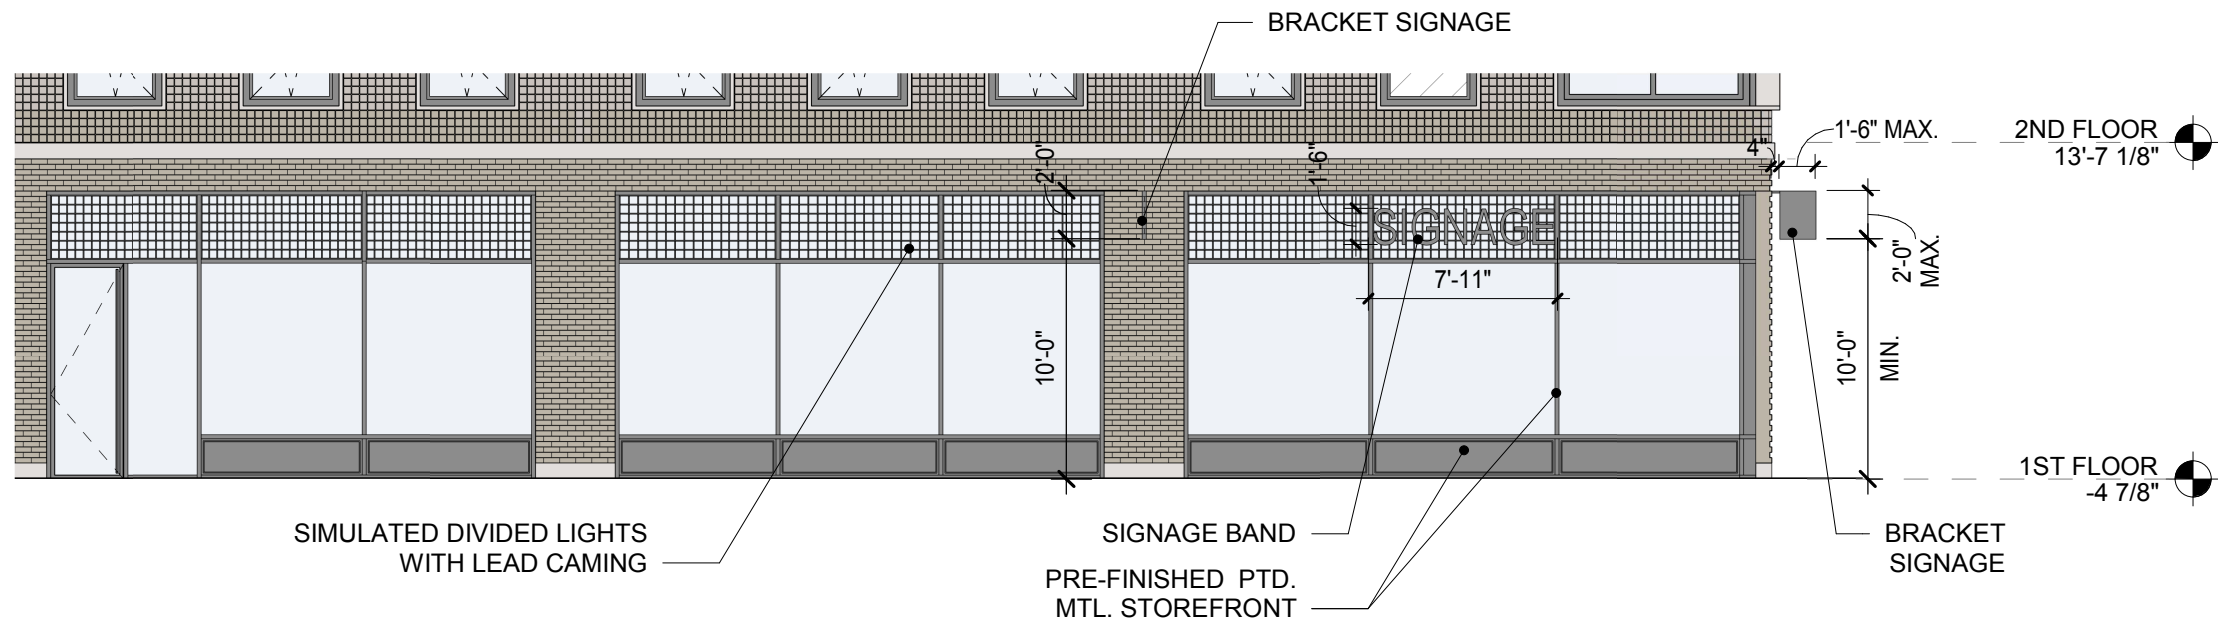 BRACKET SIGNAGE
1'-6" MAX.
2ND FLOOR
13'-7 1/8"
4"
2'-0"
1'-6"
SIGNAGE
7'-11"
2'-0"
MAX.
10'-0"
10'-0"
MIN.
1ST FLOOR
-4 7/8"
SIMULATED DIVIDED LIGHTS
WITH LEAD CAMING
SIGNAGE BAND
PRE-FINISHED PTD.
MTL. STOREFRONT
BRACKET
SIGNAGE